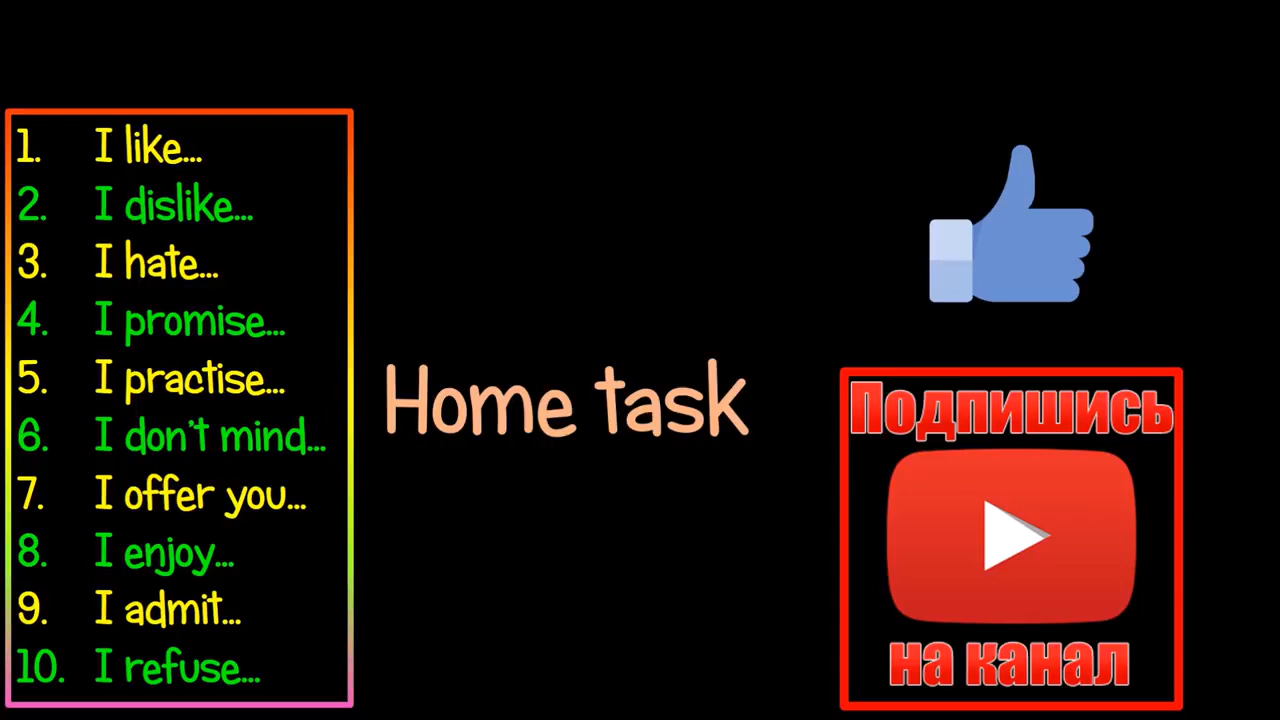 1. I like...
2. I dislike...
3. I hate...
4. I promise...
5. I practise...
6. I don't mind...
7. I offer you...
8. I enjoy...
9. I admit...
10. I refuse...
Home task
Подпишись
на канал